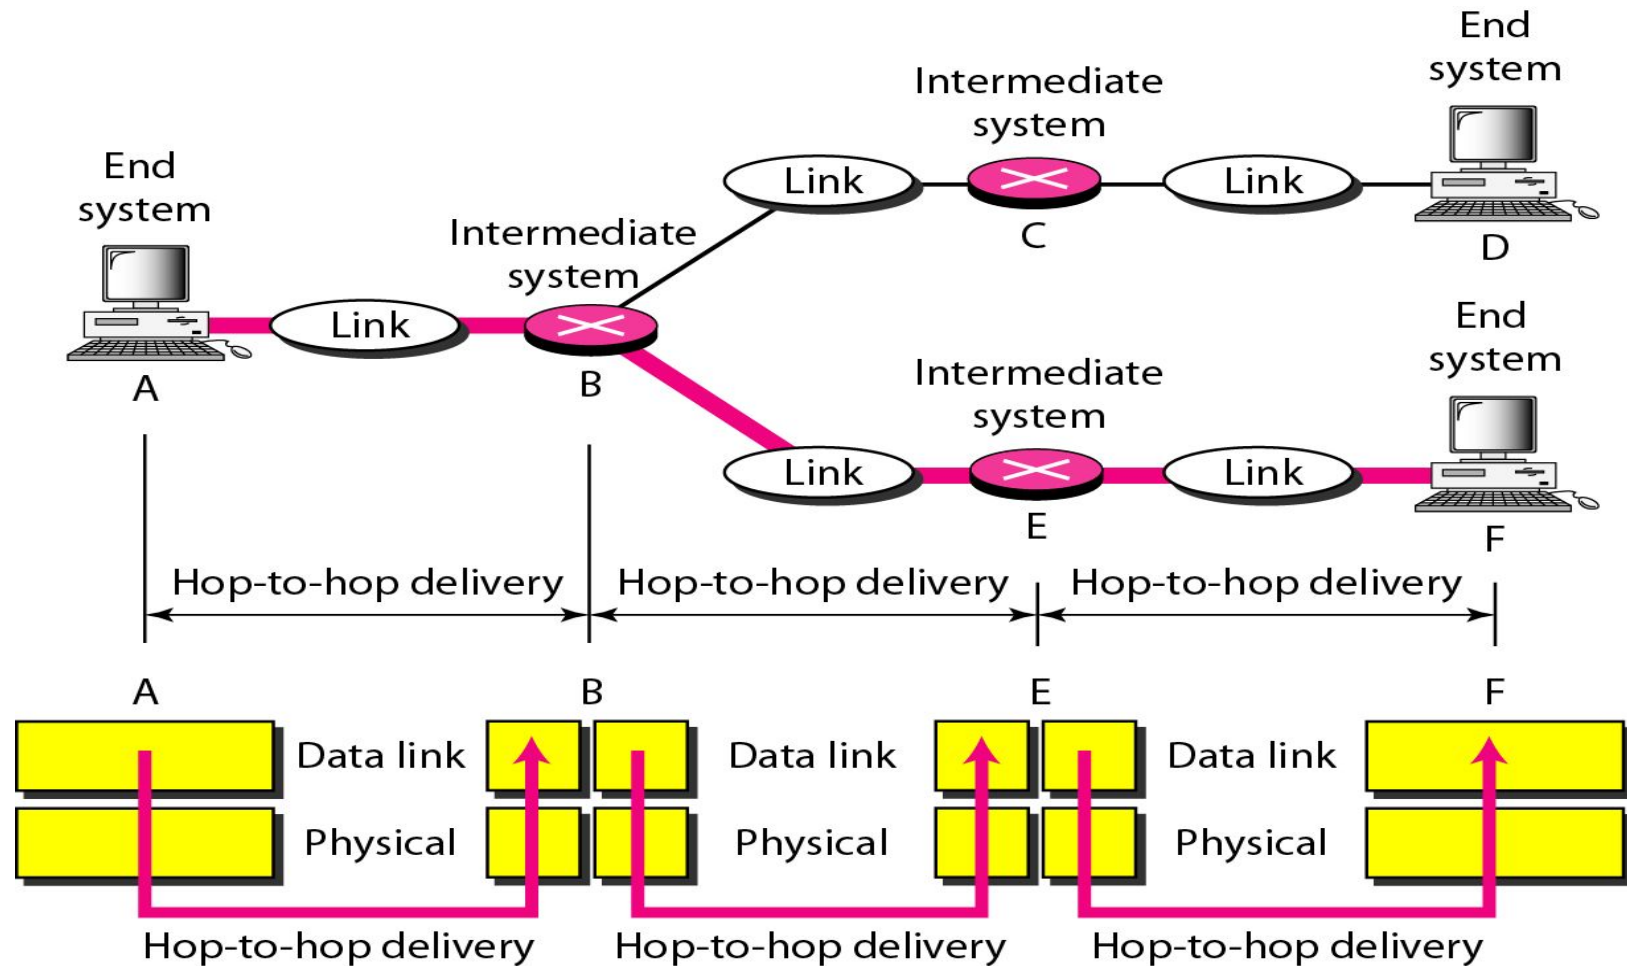 End
system
Intermediate
system
End
system
Link
Link
C
D
Intermediate
system
Link
A
B
End
system
Intermediate
system
Link
Link
E
F
Hop-to-hop delivery
Hop-to-hop delivery
Hop-to-hop delivery
A
B
E
F
Data link
Data link
Data link
Physical
Physical
Physical
Hop-to-hop delivery
Hop-to-hop delivery
Hop-to-hop delivery